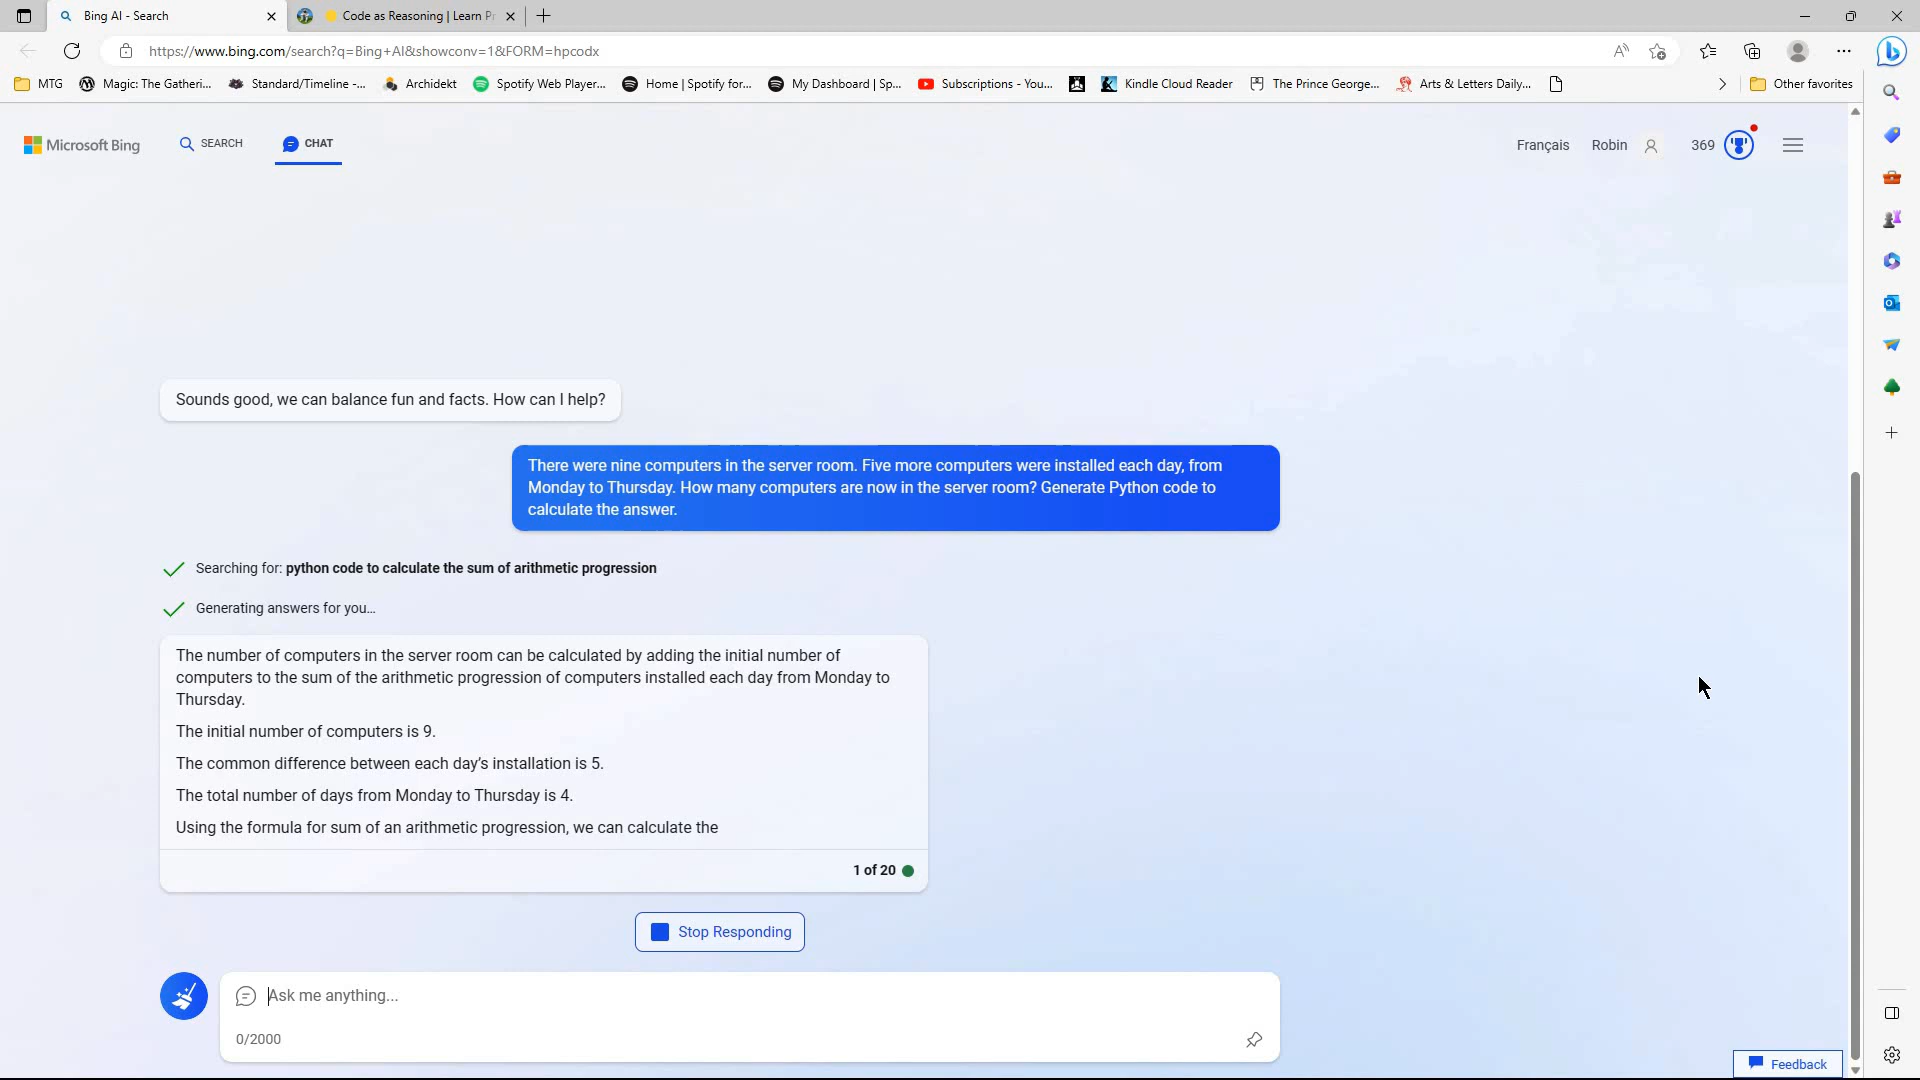 Bing AI - Search
Code as Reasoning | Learn Pr
https://www.bing.com/search?q=Bing+AI&showconv=1&FORM=hpcodx
MTG
Magic: The Gatheri...
Standard/Timeline -...
Archidekt
Spotify Web Player...
Home | Spotify for...
My Dashboard | Sp...
Subscriptions - You...
Kindle Cloud Reader
The Prince George...
Arts & Letters Daily...
Other favorites
Microsoft Bing
SEARCH
CHAT
Français
Robin
369
Sounds good, we can balance fun and facts. How can I help?
There were nine computers in the server room. Five more computers were installed each day, from
Monday to Thursday. How many computers are now in the server room? Generate Python code to
calculate the answer.
Searching for: python code to calculate the sum of arithmetic progression
Generating answers for you...
The number of computers in the server room can be calculated by adding the initial number of
computers to the sum of the arithmetic progression of computers installed each day from Monday to
Thursday.
The initial number of computers is 9.
The common difference between each day's installation is 5.
The total number of days from Monday to Thursday is 4.
Using the formula for sum of an arithmetic progression, we can calculate the
1 of 20
Stop Responding
Ask me anything...
0/2000
Feedback